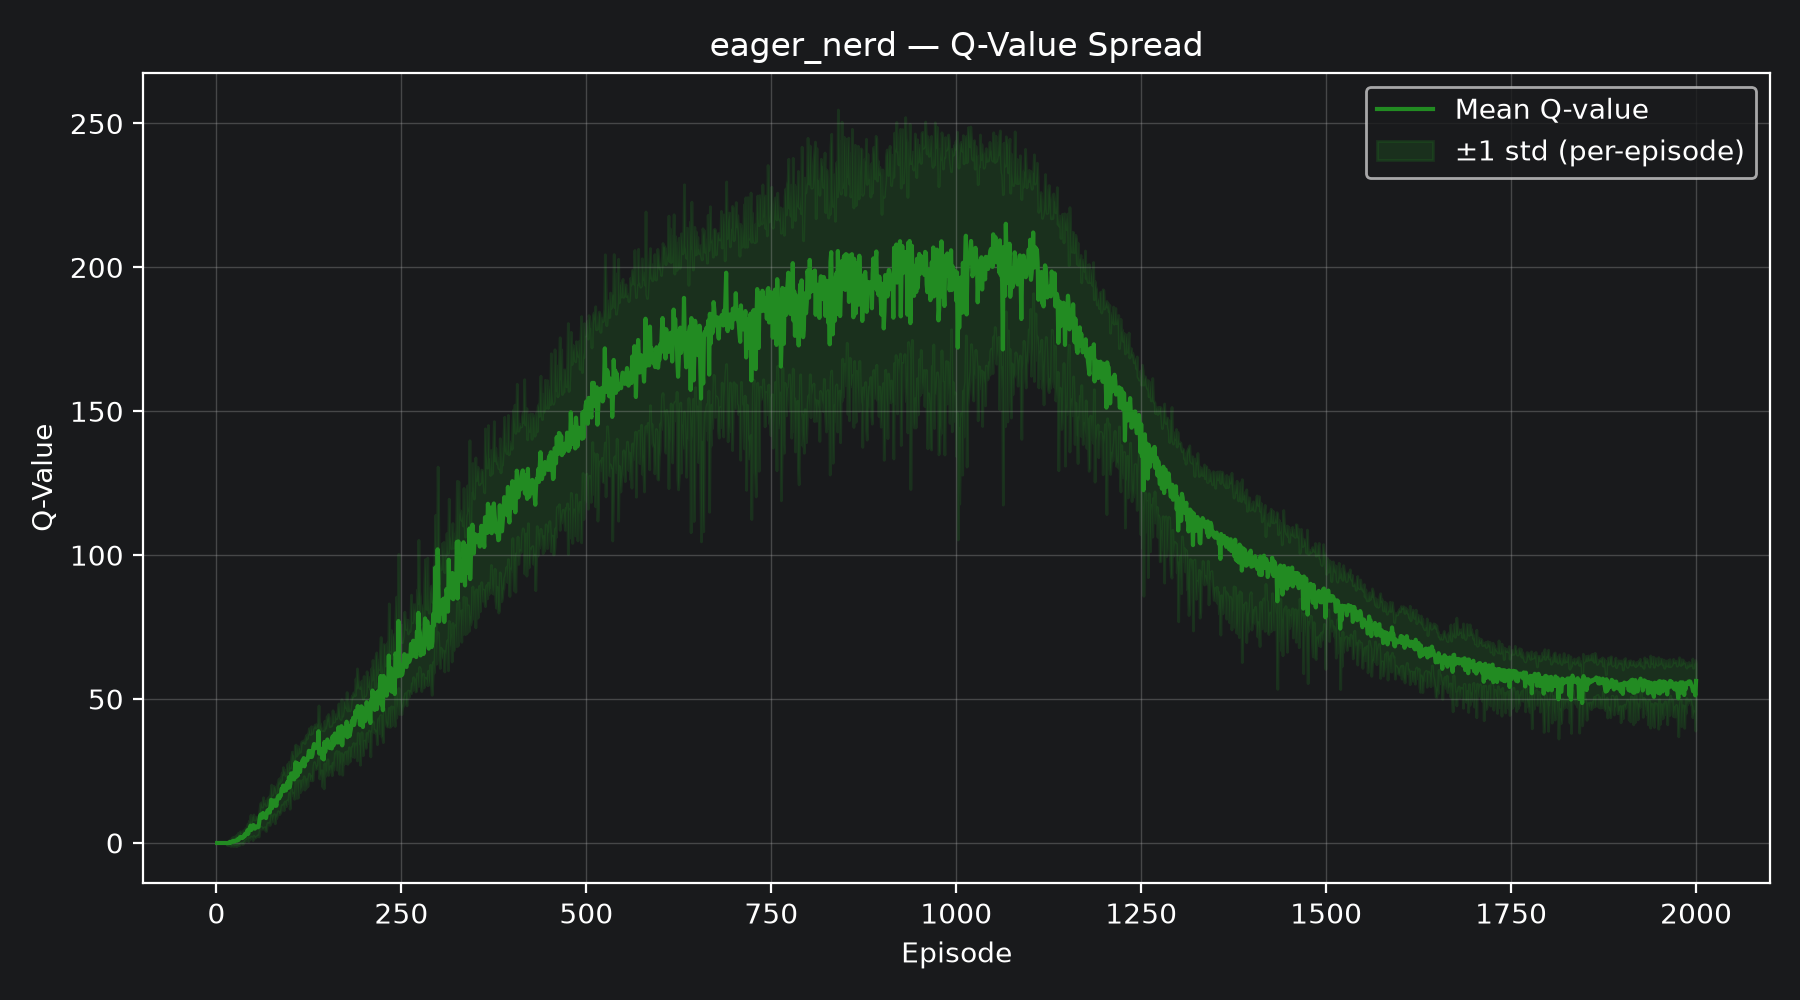 eager_nerd — Q-Value Spread
Mean Q-value
±1 std (per-episode)
Q-Value
250
200
150
100
50
0
0 250 500 750 1000 1250 1500 1750 2000
Episode